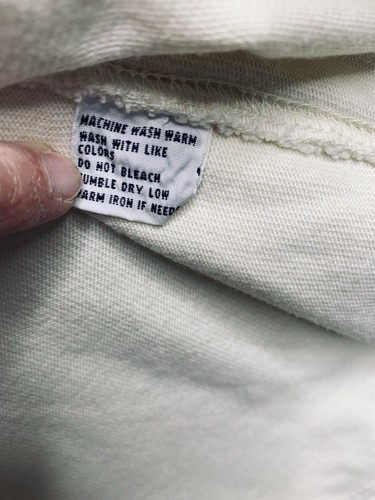 MACHINE WASH WARM
WASH WITH LIKE
COLORS
DO NOT BLEACH
TUMBLE DRY LOW
WARM IRON IF NEED